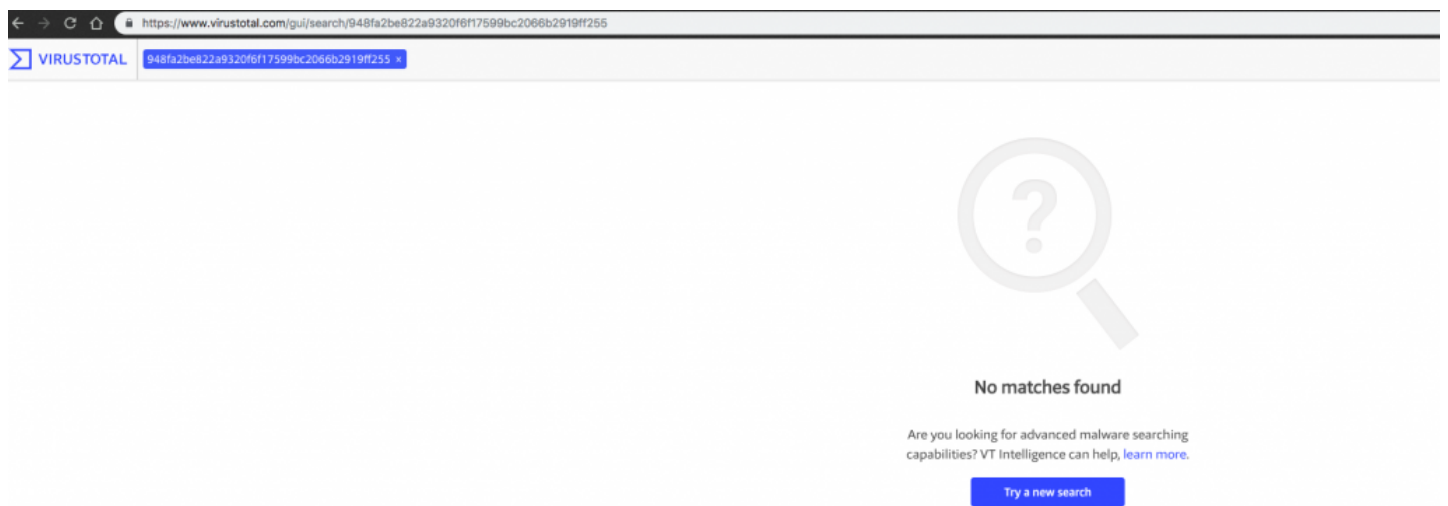 https://www.virustotal.com/gui/search/948fa2be822a9320f6f17599bc2066b2919ff255
VIRUSTOTAL 948fa2be822a9320f6f17599bc2066b2919ff255 ×
?
No matches found
Are you looking for advanced malware searching
capabilities? VT Intelligence can help, learn more.
Try a new search